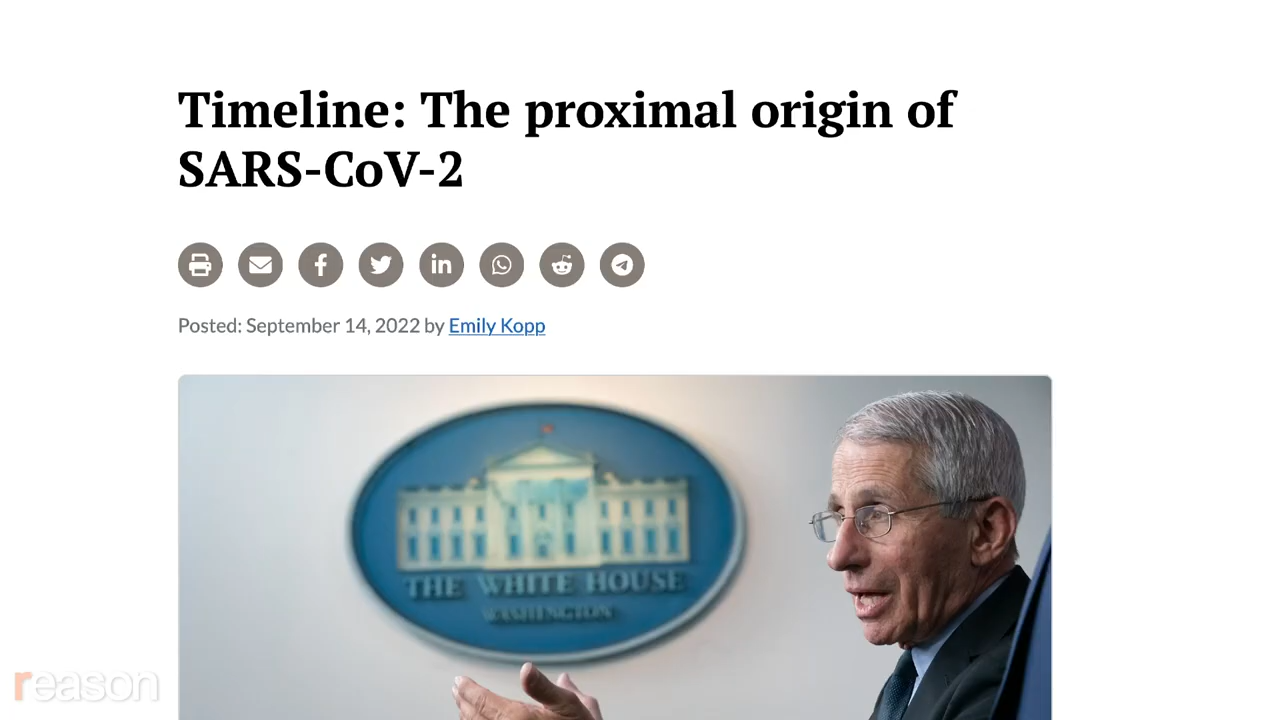 Timeline: The proximal origin of
SARS-CoV-2
Posted: September 14, 2022 by Emily Kopp
THE WHITE HOUSE
WASHINGTON
reason